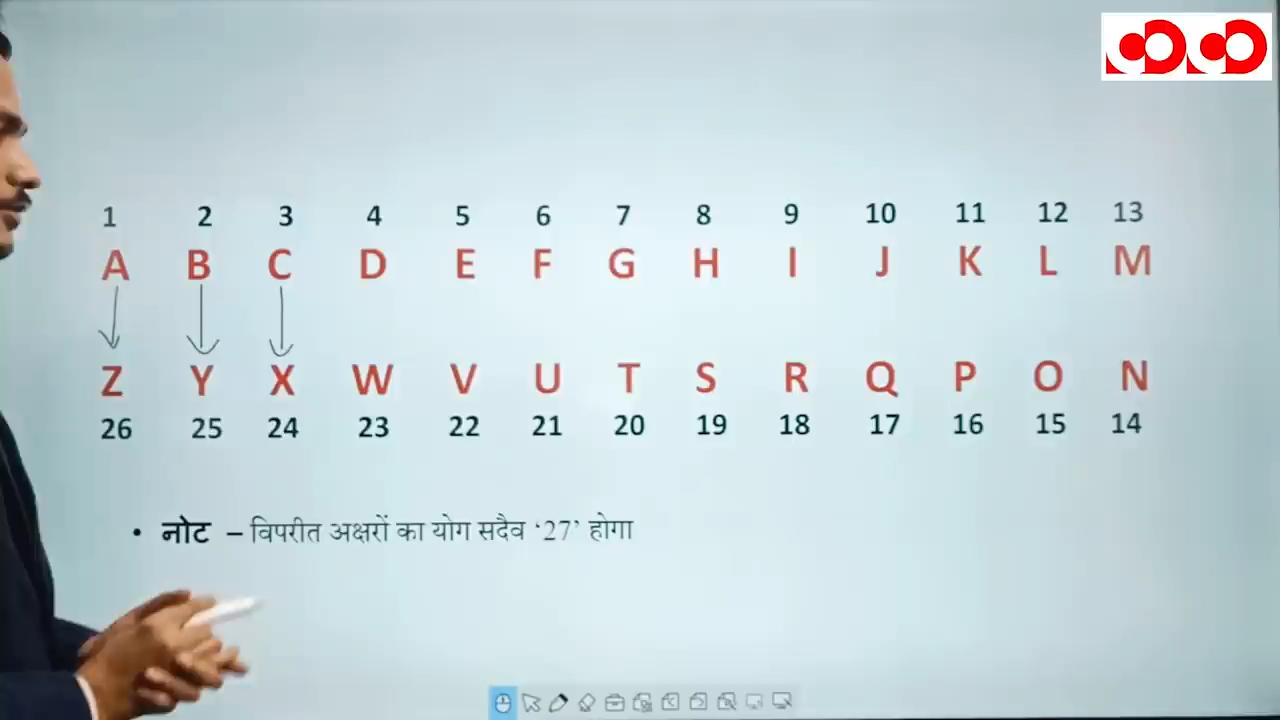 1 2 3 4 5 6 7 8 9 10 11 12 13
A B C D E F G H I J K L M
Z Y X W V U T S R Q P O N
26 25 24 23 22 21 20 19 18 17 16 15 14
• नोट – विपरीत अक्षरों का योग सदैव ‘27’ होगा